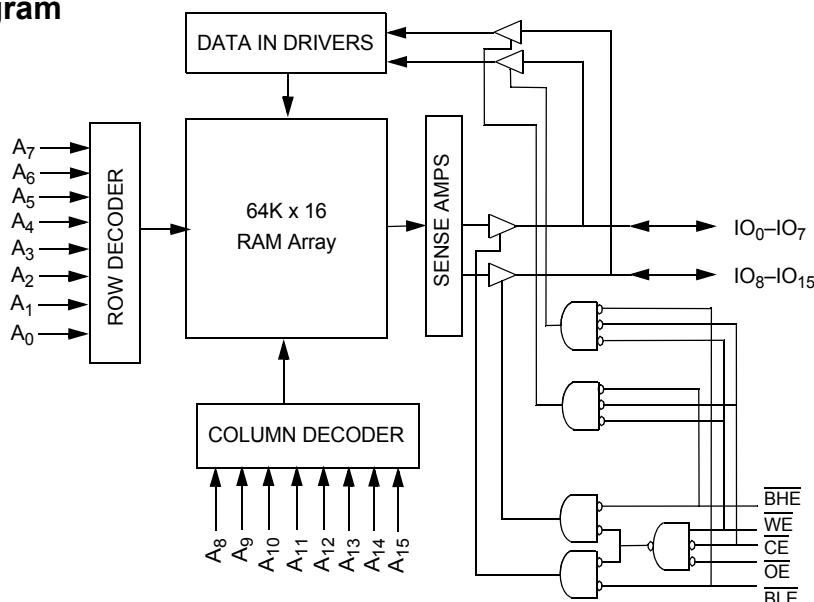 gram
DATA IN DRIVERS
A7
A6
A5
A4
A3
A2
A1
A0
ROW DECODER
64K x 16
RAM Array
SENSE AMPS
IO0–IO7
IO8–IO15
COLUMN DECODER
A8
A9
A10
A11
A12
A13
A14
A15
BHE
WE
CE
OE
BLE